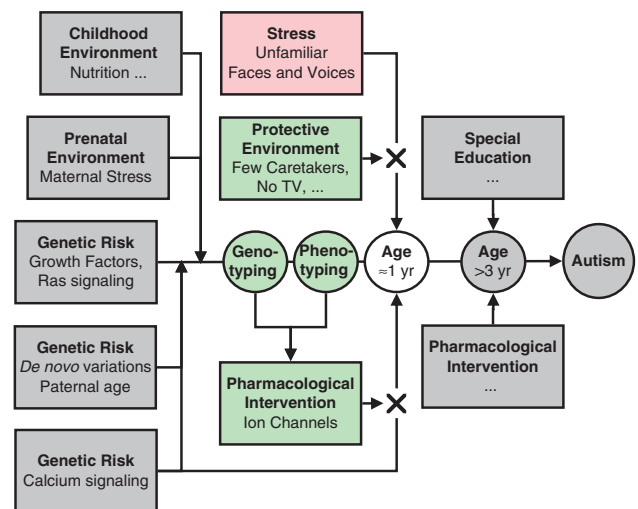 Childhood
Environment
Nutrition ...
Stress
Unfamiliar
Faces and Voices
Prenatal
Environment
Maternal Stress
Protective
Environment
Few Caretakers,
No TV, ...
Special
Education
...
Genetic Risk
Growth Factors,
Ras signaling
Geno-
typing
Pheno-
typing
Age
≈1 yr
Age
>3 yr
Autism
Genetic Risk
De novo variations
Paternal age
Pharmacological
Intervention
Ion Channels
Pharmacological
Intervention
...
Genetic Risk
Calcium signaling